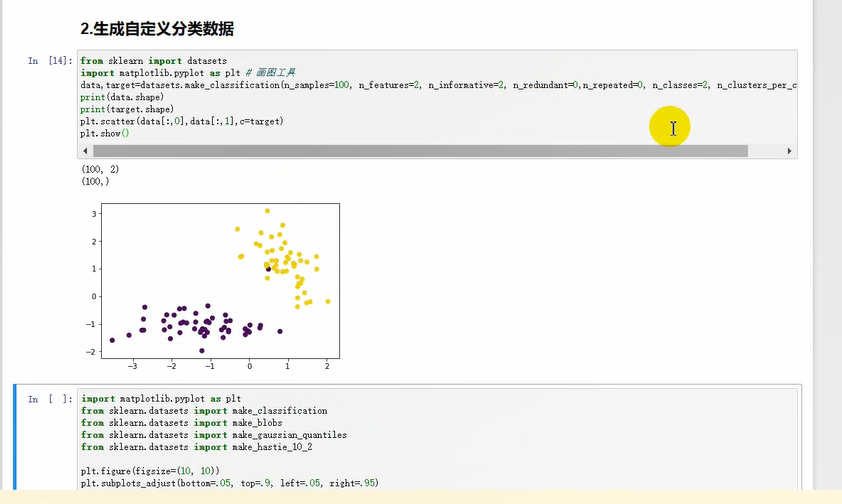 2.生成自定义分类数据
In [14]:
from sklearn import datasets
import matplotlib.pyplot as plt # 画图工具
data,target=datasets.make_classification(n_samples=100, n_features=2, n_informative=2, n_redundant=0,n_repeated=0, n_classes=2, n_clusters_per_c
print(data.shape)
print(target.shape)
plt.scatter(data[:,0],data[:,1],c=target)
plt.show()
(100, 2)
(100,)
3
2
1
0
−1
−2
−3 −2 −1 0 1 2
In [ ]:
import matplotlib.pyplot as plt
from sklearn.datasets import make_classification
from sklearn.datasets import make_blobs
from sklearn.datasets import make_gaussian_quantiles
from sklearn.datasets import make_hastie_10_2
plt.figure(figsize=(10, 10))
plt.subplots_adjust(bottom=.05, top=.9, left=.05, right=.95)